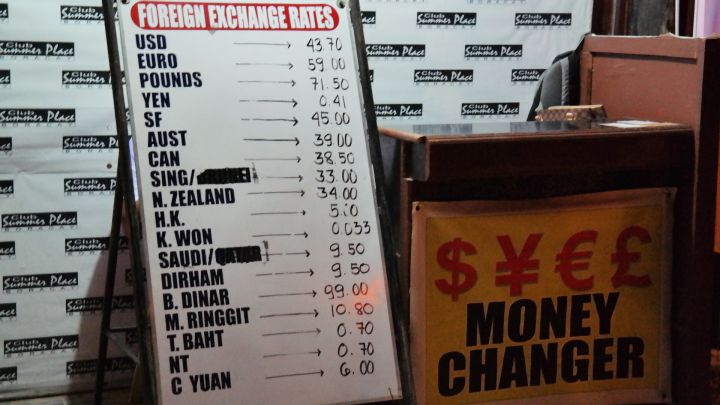 FOREIGN EXCHANGE RATES
USD 43.70
EURO 59.00
POUNDS 71.50
YEN 0.41
SF 45.00
AUST 39.00
CAN 38.50
SING/ 33.00
N. ZEALAND 34.00
H.K. 5.10
K. WON 0.033
SAUDI/ 9.50
DIRHAM 9.50
B. DINAR 99.00
M. RINGGIT 10.80
T. BAHT 0.70
NT 0.70
C YUAN 6.00
$ ¥ € £
MONEY
CHANGER
Club
Summer Place
BORACAY